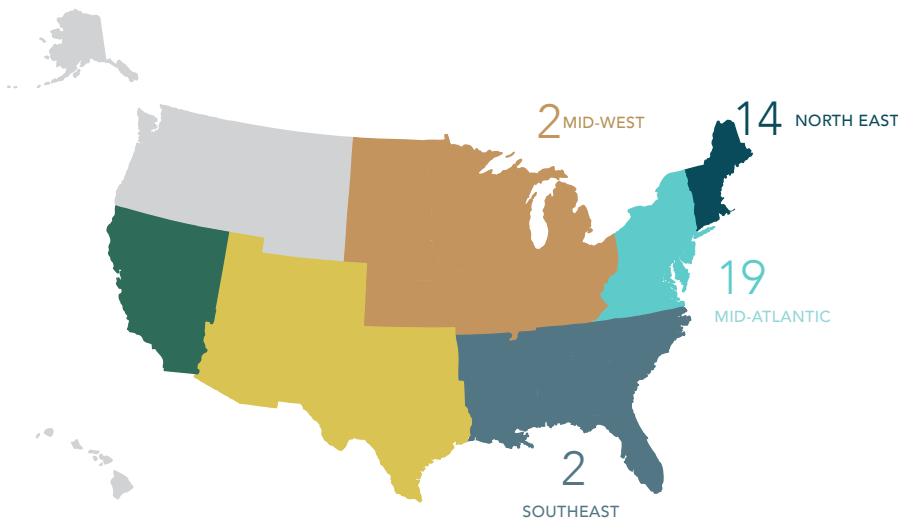 2 MID-WEST
14 NORTH EAST
19
MID-ATLANTIC
2
SOUTHEAST